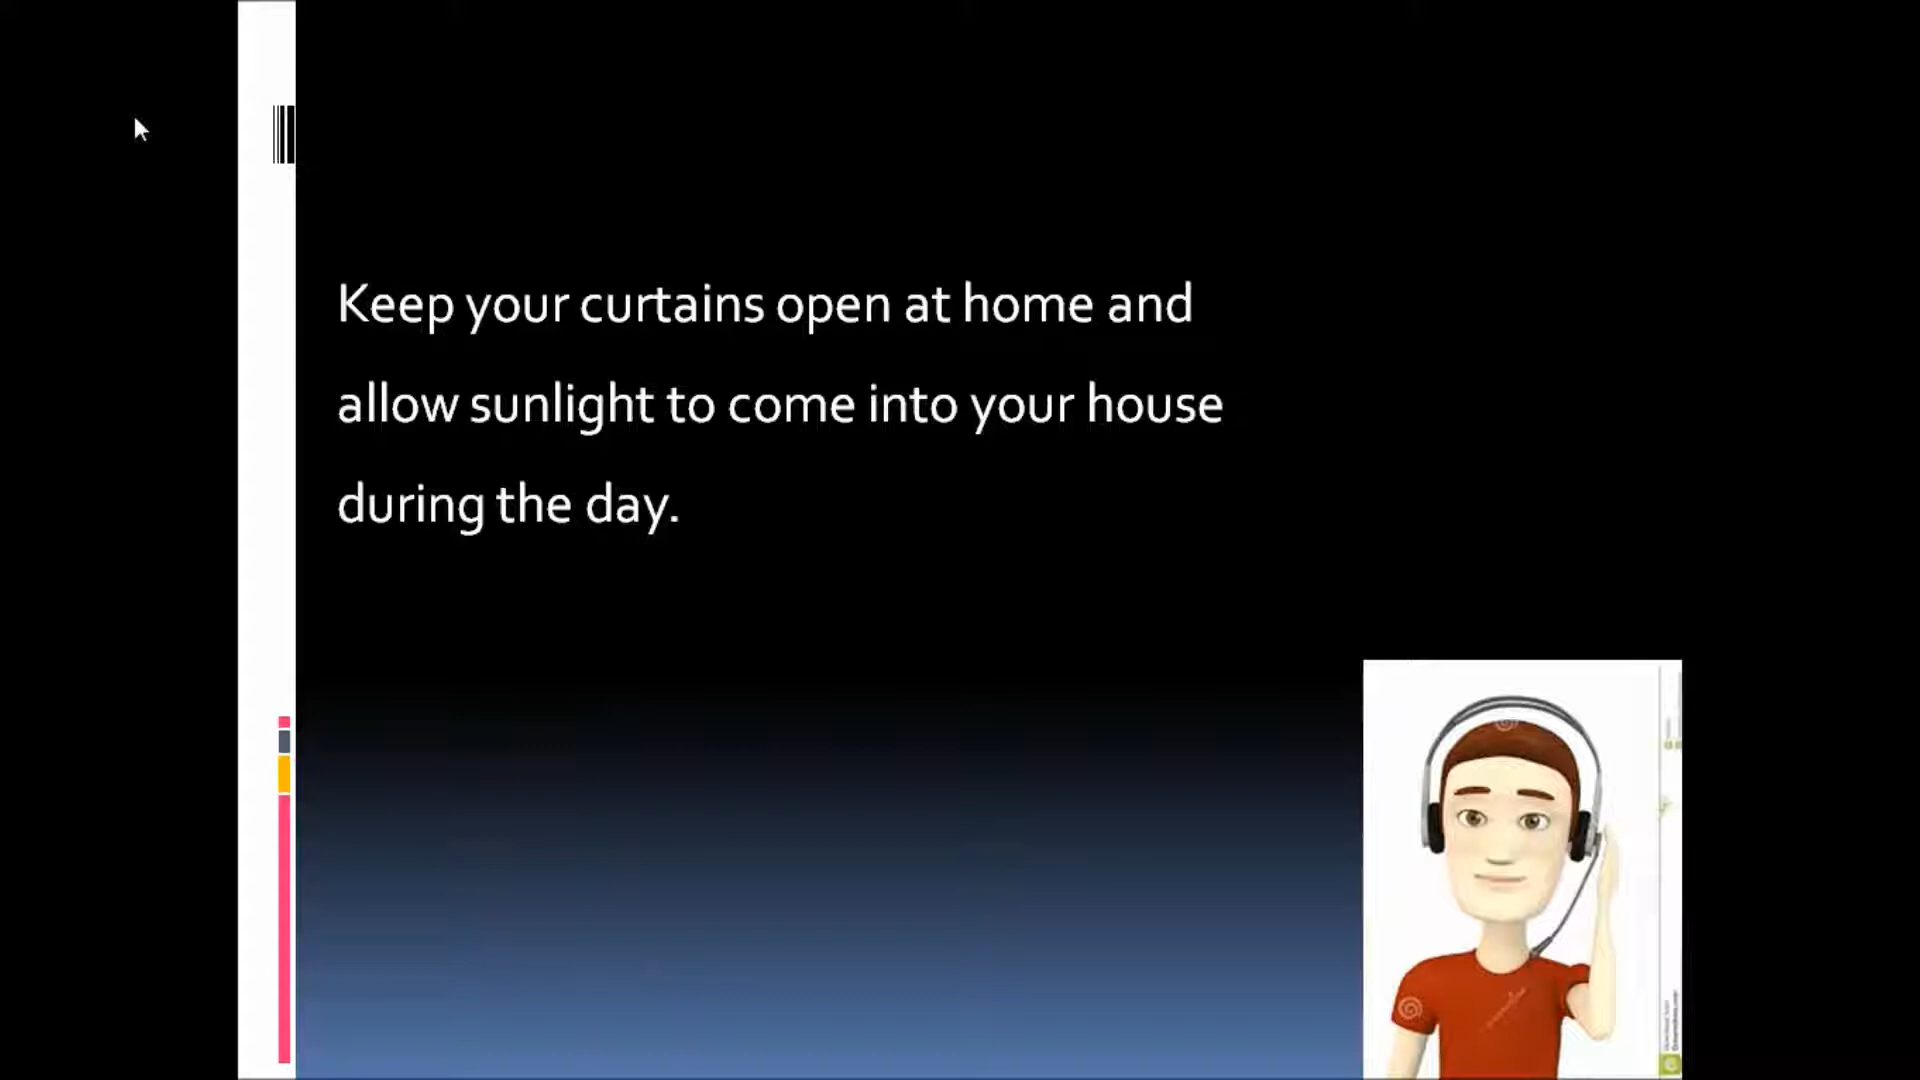 Keep your curtains open at home and
allow sunlight to come into your house
during the day.